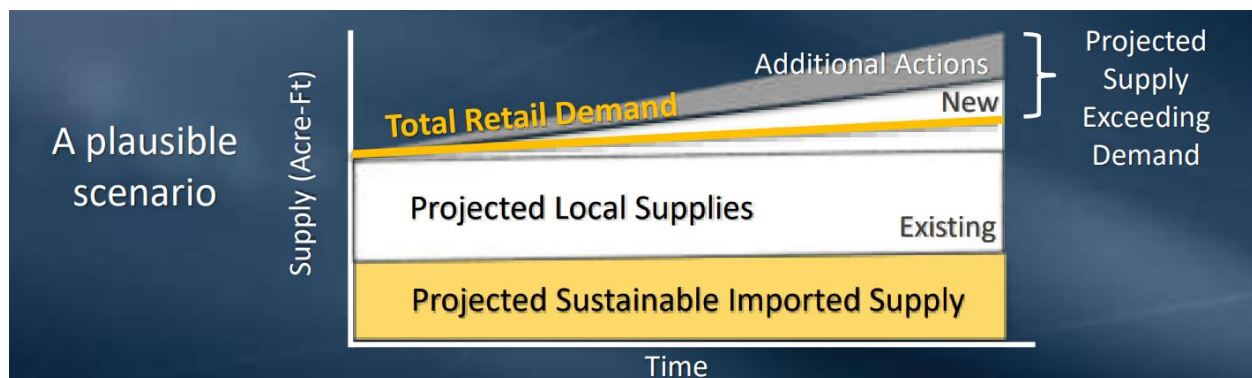 A plausible
scenario
Supply (Acre-Ft)
Additional Actions
New
Total Retail Demand
Projected Local Supplies
Existing
Projected Sustainable Imported Supply
Time
Projected
Supply
Exceeding
Demand